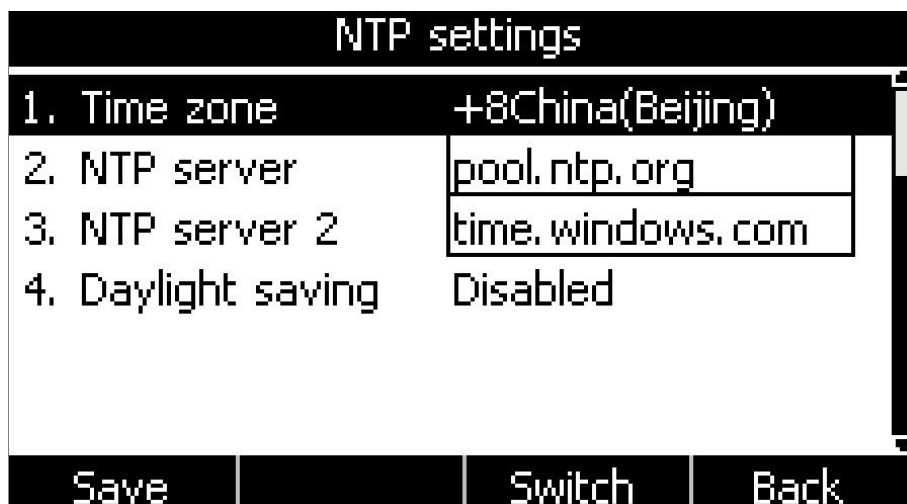 NTP settings
1. Time zone +8China(Beijing)
2. NTP server pool.ntp.org
3. NTP server 2 time.windows.com
4. Daylight saving Disabled
Save Switch Back